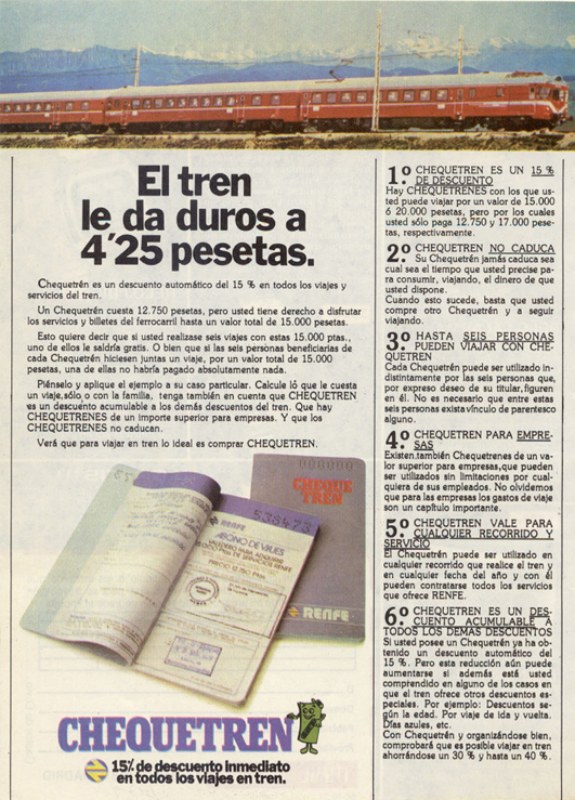 El tren
le da duros a
4'25 pesetas.
Chequetrén es un descuento automático del 15 % en todos los viajes y
servicios del tren.
Un Chequetrén cuesta 12.750 pesetas, pero usted tiene derecho a disfrutar
los servicios y billetes del ferrocarril hasta un valor total de 15.000 pesetas.
Esto quiere decir que si usted realizase seis viajes con estas 15.000 ptas.,
uno de ellos le saldría gratis. O bien que si las seis personas beneficiarias de
cada Chequetrén hiciesen juntas un viaje, por un valor total de 15.000
pesetas, una de ellas no habría pagado absolutamente nada.
Piénselo y aplique el ejemplo a su caso particular. Calcule ló que le cuesta
un viaje,sólo o con la familia, tenga también en cuenta que CHEQUETREN
es un descuento acumulable a los demás descuentos del tren. Que hay
CHEQUETRENES de un importe superior para empresas. Y que los
CHEQUETRENES no caducan.
Verá que para viajar en tren lo ideal es comprar CHEQUETREN.
000000
CHEQUE
TREN
RENFE
538473
RENFE
ABONO DE VIAJES
PRECIO 12.750 Ptas
CHEQUETREN
15% de descuento inmediato
en todos los viajes en tren.
1.º CHEQUETREN ES UN 15 %
DE DESCUENTO
Hay CHEQUETRENES con los que us-
ted puede viajar por un valor de 15.000
ó 20.000 pesetas, pero por los cuales
usted sólo paga 12.750 y 17.000 pese-
tas, respectivamente.
2.º CHEQUETREN NO CADUCA
Su Chequetrén jamás caduca sea
cual sea el tiempo que usted precise pa-
ra consumir, viajando, el dinero de que
usted dispone.
Cuando esto sucede, basta que usted
compre otro Chequetrén y a seguir
viajando.
3.º HASTA SEIS PERSONAS
PUEDEN VIAJAR CON CHE-
QUETREN
Cada Chequetrén puede ser utilizado in-
distintamente por las seis personas que,
por expreso deseo de su titular, figuren
en él. No es necesario que entre estas
seis personas exista vínculo de parentesco
alguno.
4.º CHEQUETREN PARA EMPRE-
SAS
Existen también Chequetrenes de un va-
lor superior para empresas,que pueden
ser utilizados sin limitaciones por cual-
quiera de sus empleados. No olvidemos
que para las empresas los gastos de viaje
son un capítulo importante.
5.º CHEQUETREN VALE PARA
CUALQUIER RECORRIDO Y
SERVICIO
El Chequetrén puede ser utilizado en
cualquier recorrido que realice el tren y
en cualquier fecha del año y con él
pueden contratarse todos los servicios
que ofrece RENFE.
6.º CHEQUETREN ES UN DES-
CUENTO ACUMULABLE A
TODOS LOS DEMAS DESCUENTOS
Si usted posee un Chequetrén ya ha ob-
tenido un descuento automático del
15 %. Pero esta reducción aún puede
aumentarse si además está usted
comprendido en alguno de los casos en
que el tren ofrece otros descuentos es-
peciales. Por ejemplo: Descuentos se-
gún la edad. Por viaje de ida y vuelta.
Días azules, etc.
Con Chequetrén y organizándose bien,
comprobará que es posible viajar en tren
ahorrándose un 30 % y hasta un 40 %.